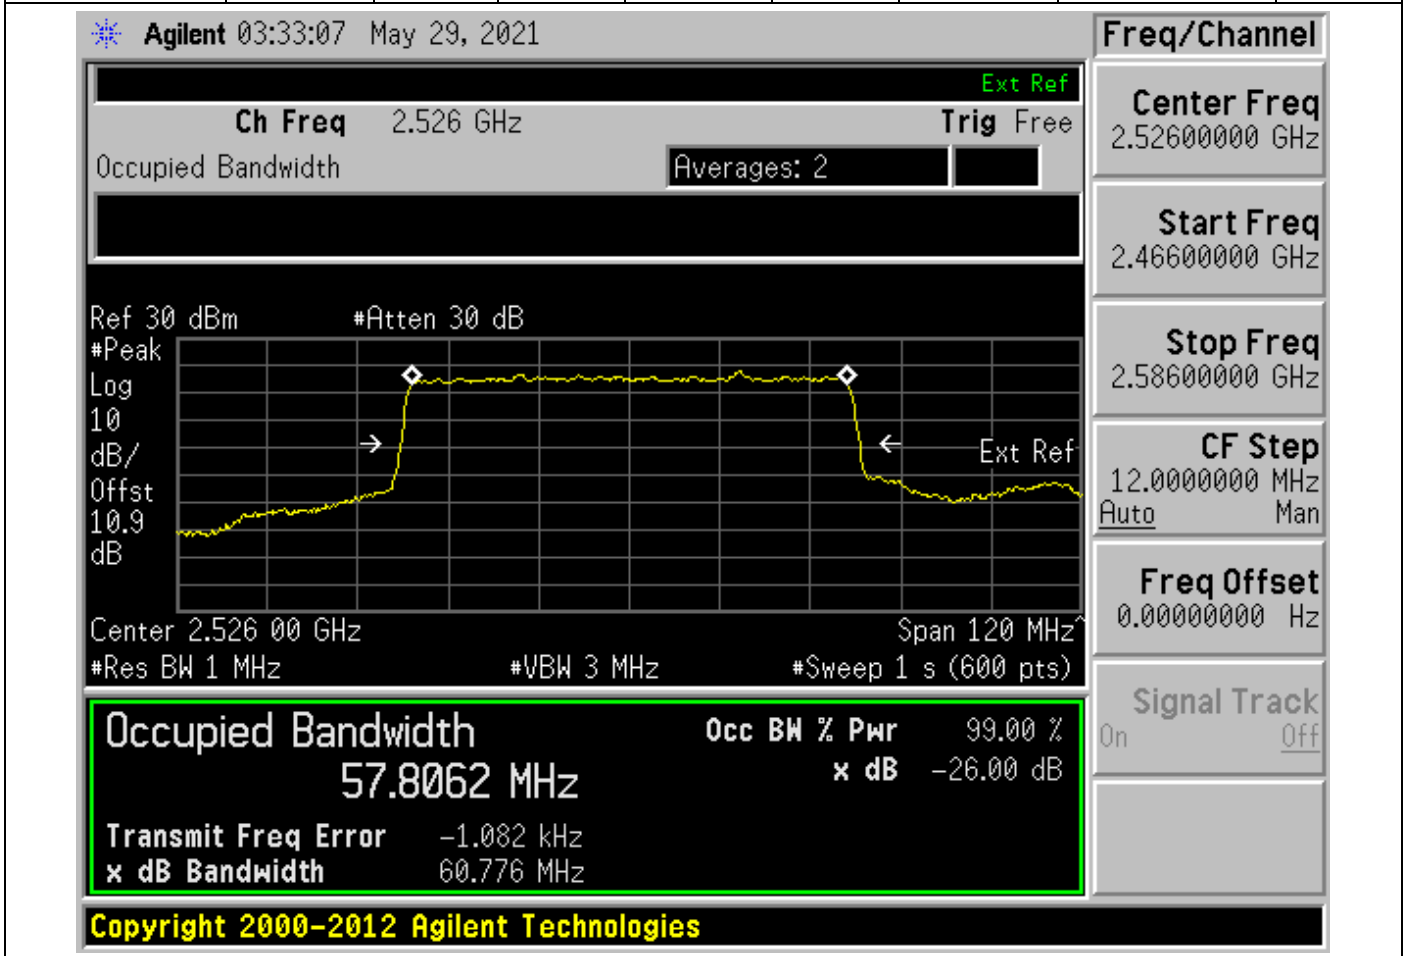 Agilent 03:33:07 May 29, 2021
Freq/Channel
Ext Ref
Ch Freq 2.526 GHz Trig Free
Occupied Bandwidth Averages: 2
Center Freq
2.52600000 GHz
Start Freq
2.46600000 GHz
Stop Freq
2.58600000 GHz
CF Step
12.0000000 MHz
Auto Man
Freq Offset
0.00000000 Hz
Signal Track
On Off
Ref 30 dBm #Atten 30 dB
#Peak
Log
10
dB/
Offst
10.9
dB
Ext Ref
Center 2.526 00 GHz Span 120 MHz^
#Res BW 1 MHz #VBW 3 MHz #Sweep 1 s (600 pts)
Occupied Bandwidth Occ BW % Pwr 99.00 %
57.8062 MHz x dB -26.00 dB
Transmit Freq Error -1.082 kHz
x dB Bandwidth 60.776 MHz
Copyright 2000-2012 Agilent Technologies